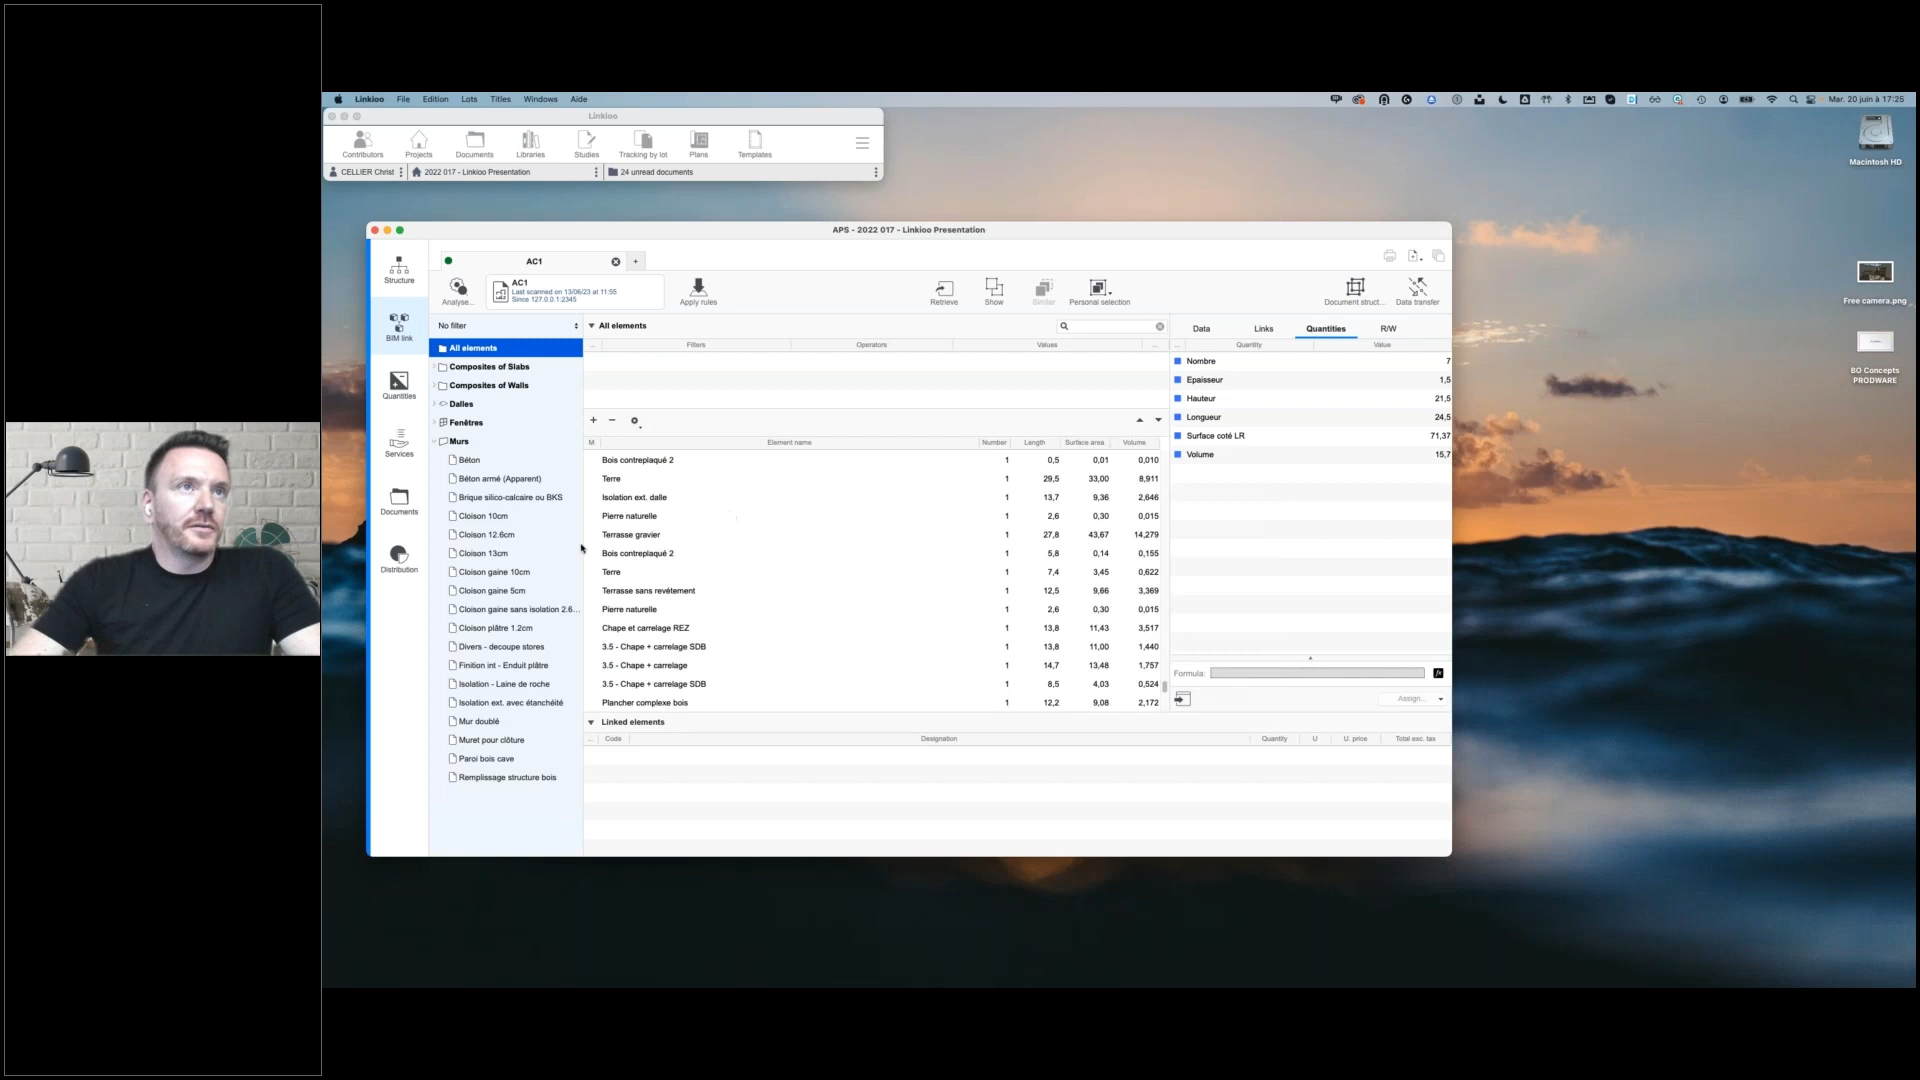 Linkioo File Edition Lots Titles Windows Aide
Mar. 20 juin à 17:25
Linkioo
Contributors Projects Documents Libraries Studies Tracking by lot Plans Templates
CELLIER Christ 2022 017 - Linkioo Presentation 24 unread documents
Macintosh HD
Free camera.png
BO Concepts
PRODWARE
APS - 2022 017 - Linkioo Presentation
Structure
BIM link
Quantities
Services
Documents
Distribution
AC1
+
Analyse...
AC1
Last scanned on 13/06/23 at 11:55
Since 127.0.0.1:2345
Apply rules
Retrieve Show Similar Personal selection Document struct... Data transfer
No filter
All elements
Composites of Slabs
Composites of Walls
Dalles
Fenêtres
Murs
Béton
Béton armé (Apparent)
Brique silico-calcaire ou BKS
Cloison 10cm
Cloison 12.6cm
Cloison 13cm
Cloison gaine 10cm
Cloison gaine 5cm
Cloison gaine sans isolation 2.6...
Cloison plâtre 1.2cm
Divers - decoupe stores
Finition int - Enduit plâtre
Isolation - Laine de roche
Isolation ext. avec étanchéité
Mur doublé
Muret pour clôture
Paroi bois cave
Remplissage structure bois
All elements
... Filters Operators Values ...
M Element name Number Length Surface area Volume
Bois contreplaqué 2 1 0,5 0,01 0,010
Terre 1 29,5 33,00 8,911
Isolation ext. dalle 1 13,7 9,36 2,646
Pierre naturelle 1 2,6 0,30 0,015
Terrasse gravier 1 27,8 43,67 14,279
Bois contreplaqué 2 1 5,8 0,14 0,155
Terre 1 7,4 3,45 0,622
Terrasse sans revêtement 1 12,5 9,66 3,369
Pierre naturelle 1 2,6 0,30 0,015
Chape et carrelage REZ 1 13,8 11,43 3,517
3.5 - Chape + carrelage SDB 1 13,8 11,00 1,440
3.5 - Chape + carrelage 1 14,7 13,48 1,757
3.5 - Chape + carrelage SDB 1 8,5 4,03 0,524
Plancher complexe bois 1 12,2 9,08 2,172
Data Links Quantities R/W
... Quantity Value
Nombre 7
Epaisseur 1,5
Hauteur 21,5
Longueur 24,5
Surface coté LR 71,37
Volume 15,7
Formula:
fx
Assign...
Linked elements
... Code Designation Quantity U U. price Total exc. tax